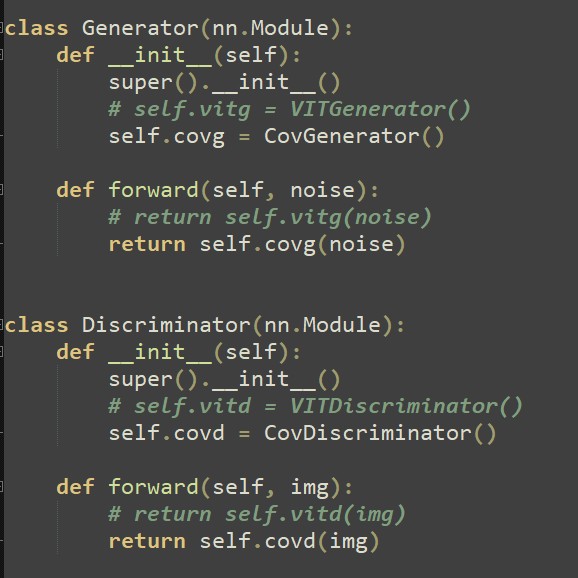 class Generator(nn.Module):
    def __init__(self):
        super().__init__()
        # self.vitg = VITGenerator()
        self.covg = CovGenerator()

    def forward(self, noise):
        # return self.vitg(noise)
        return self.covg(noise)


class Discriminator(nn.Module):
    def __init__(self):
        super().__init__()
        # self.vitd = VITDiscriminator()
        self.covd = CovDiscriminator()

    def forward(self, img):
        # return self.vitd(img)
        return self.covd(img)